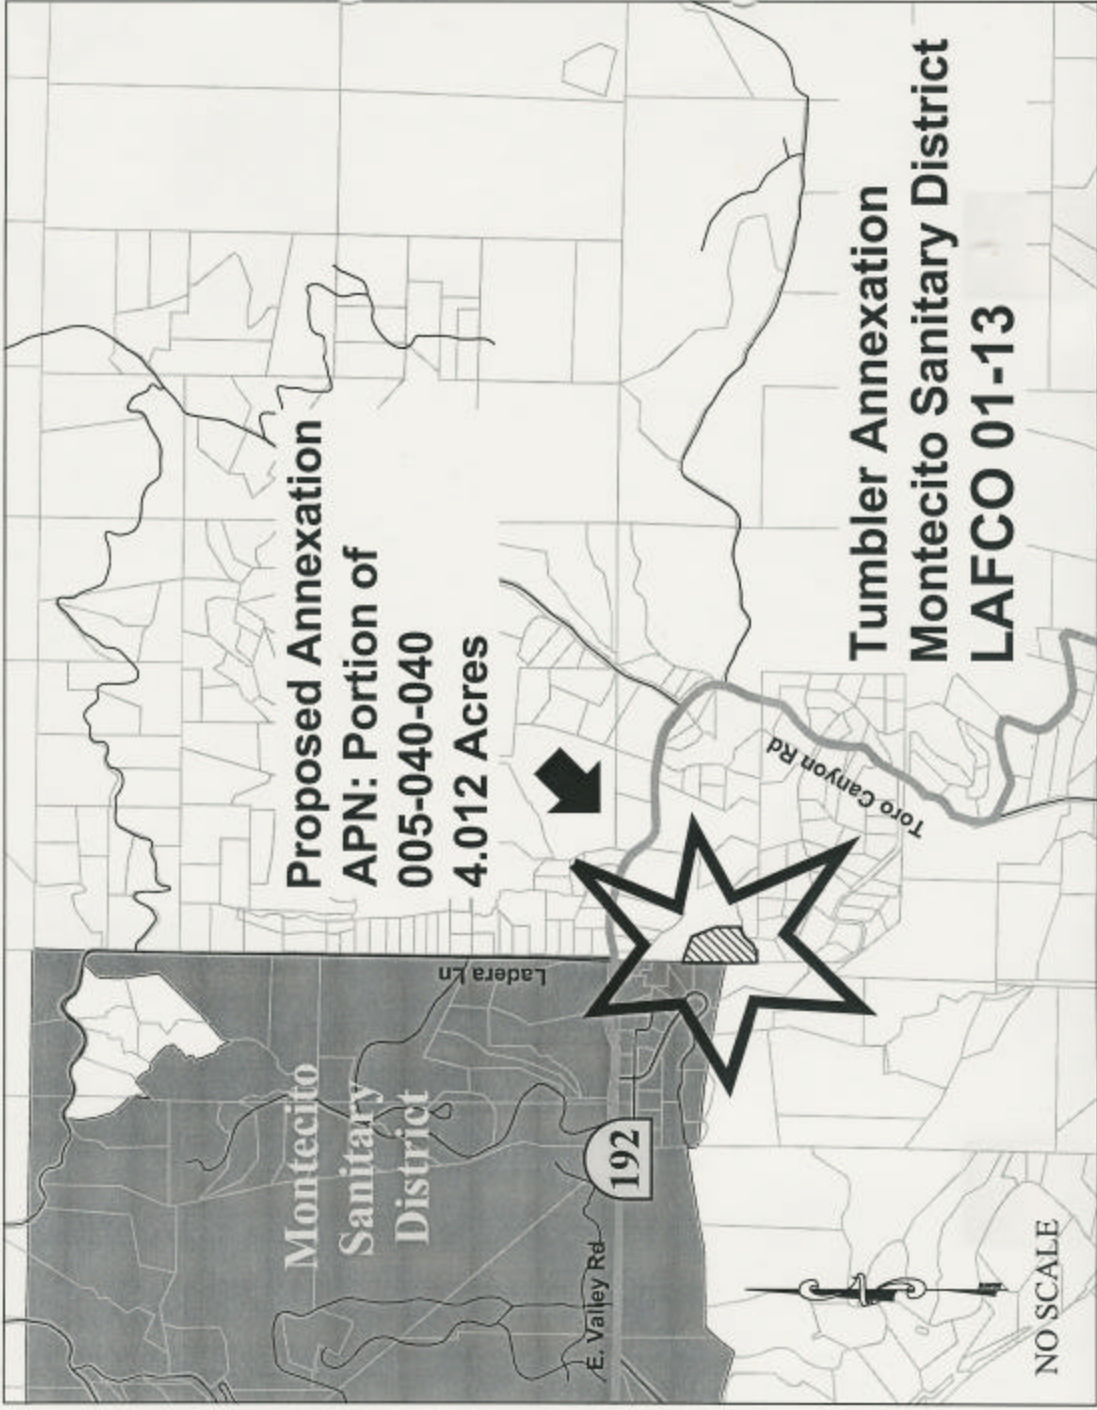 Proposed Annexation
APN: Portion of
005-040-040
4.012 Acres
Montecito
Sanitary
District
Ladera Ln
192
E. Valley Rd
Toro Canyon Rd
Tumbler Annexation
Montecito Sanitary District
LAFCO 01-13
NO SCALE